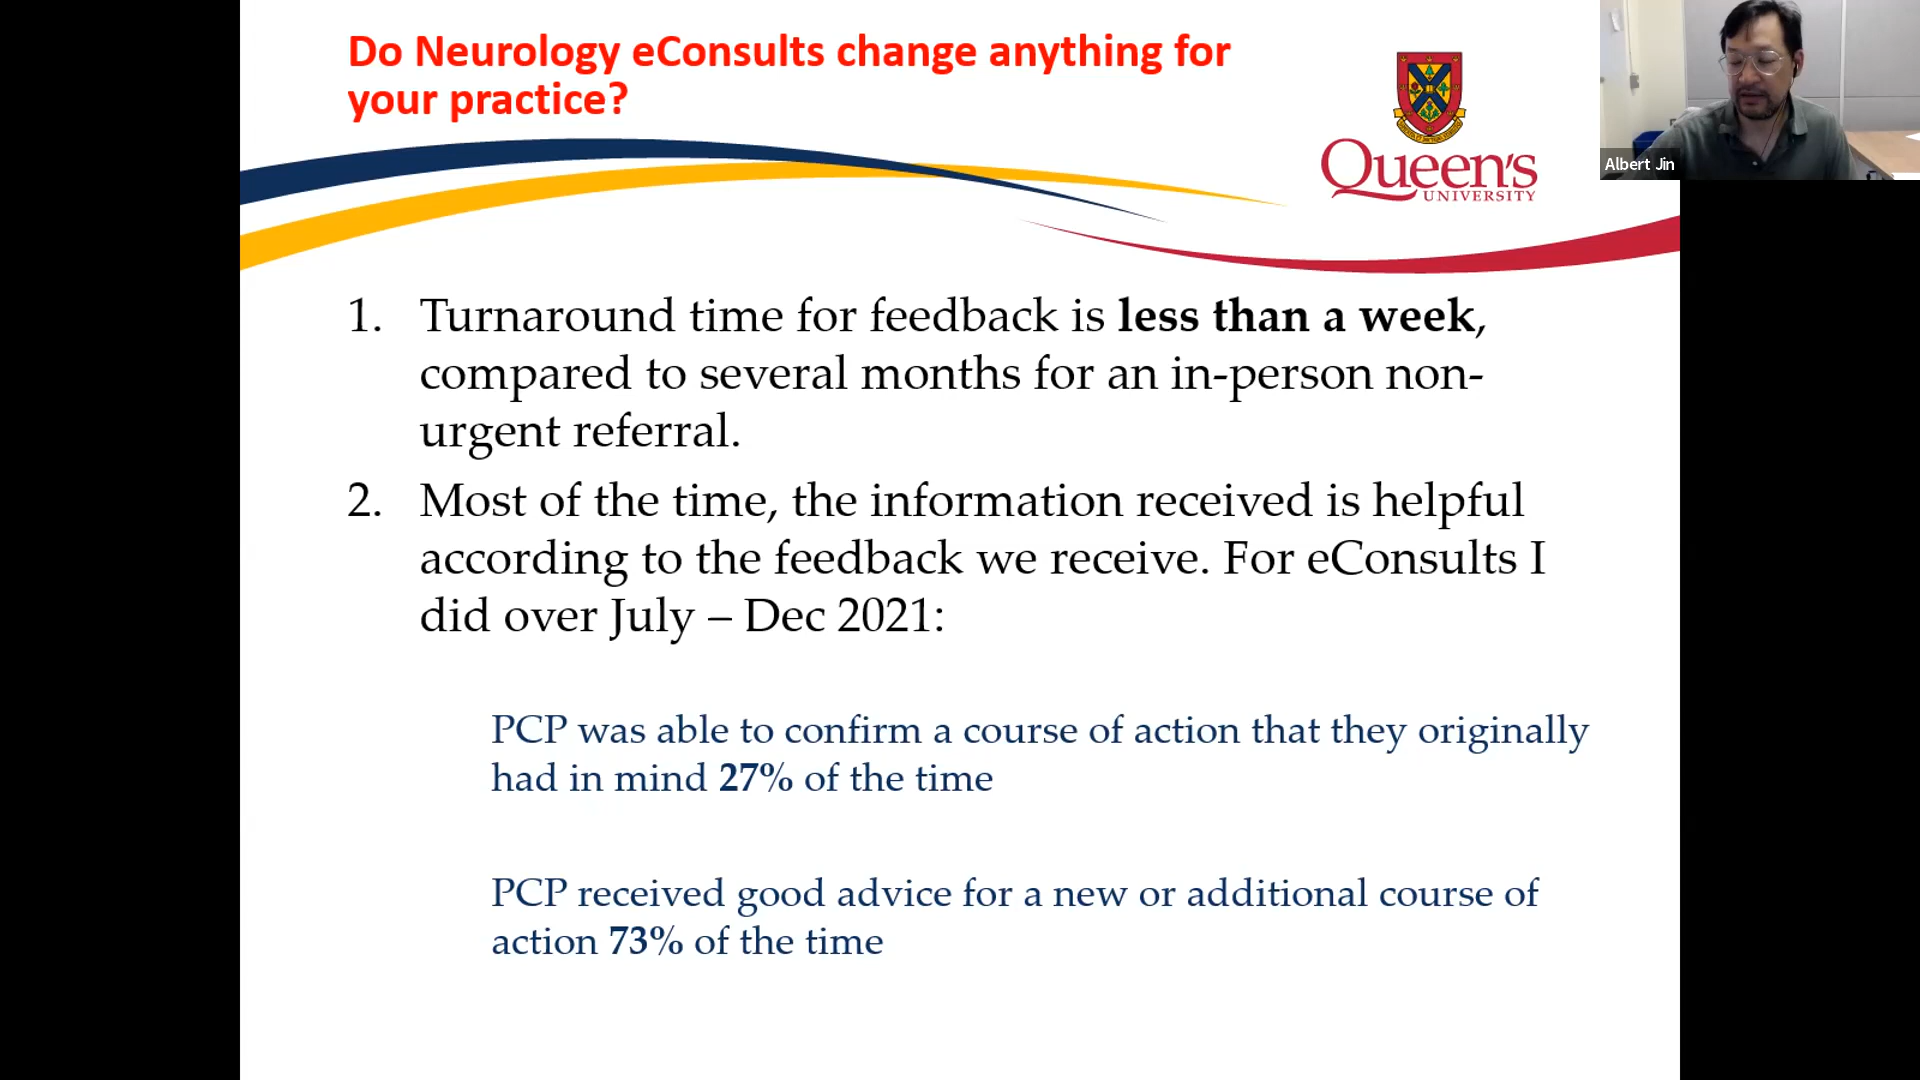 Do Neurology eConsults change anything for
your practice?
Queen's
UNIVERSITY
Albert Jin
1. Turnaround time for feedback is less than a week,
compared to several months for an in-person non-
urgent referral.
2. Most of the time, the information received is helpful
according to the feedback we receive. For eConsults I
did over July – Dec 2021:
PCP was able to confirm a course of action that they originally
had in mind 27% of the time
PCP received good advice for a new or additional course of
action 73% of the time